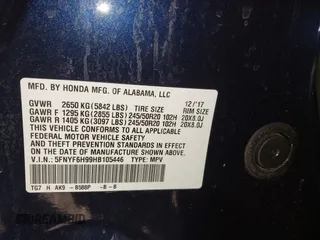 MFD. BY HONDA MFG. OF ALABAMA, LLC
12/'17
GVWR 2650 KG(5842 LBS) TIRE SIZE RIM SIZE
GAWR F 1295 KG(2855 LBS)245/50R20 102H 20X8.0J
GAWR R 1405 KG(3097 LBS)245/50R20 102H 20X8.0J
THIS VEHICLE CONFORMS TO ALL APPLICABLE
FEDERAL MOTOR VEHICLE SAFETY AND
THEFT PREVENTION STANDARDS IN EFFECT ON THE
DATE OF MANUFACTURE SHOWN ABOVE.
V.I.N.: 5FNYF6H99HB105446 TYPE: MPV
TG7 H AK9 - B588P -B-B